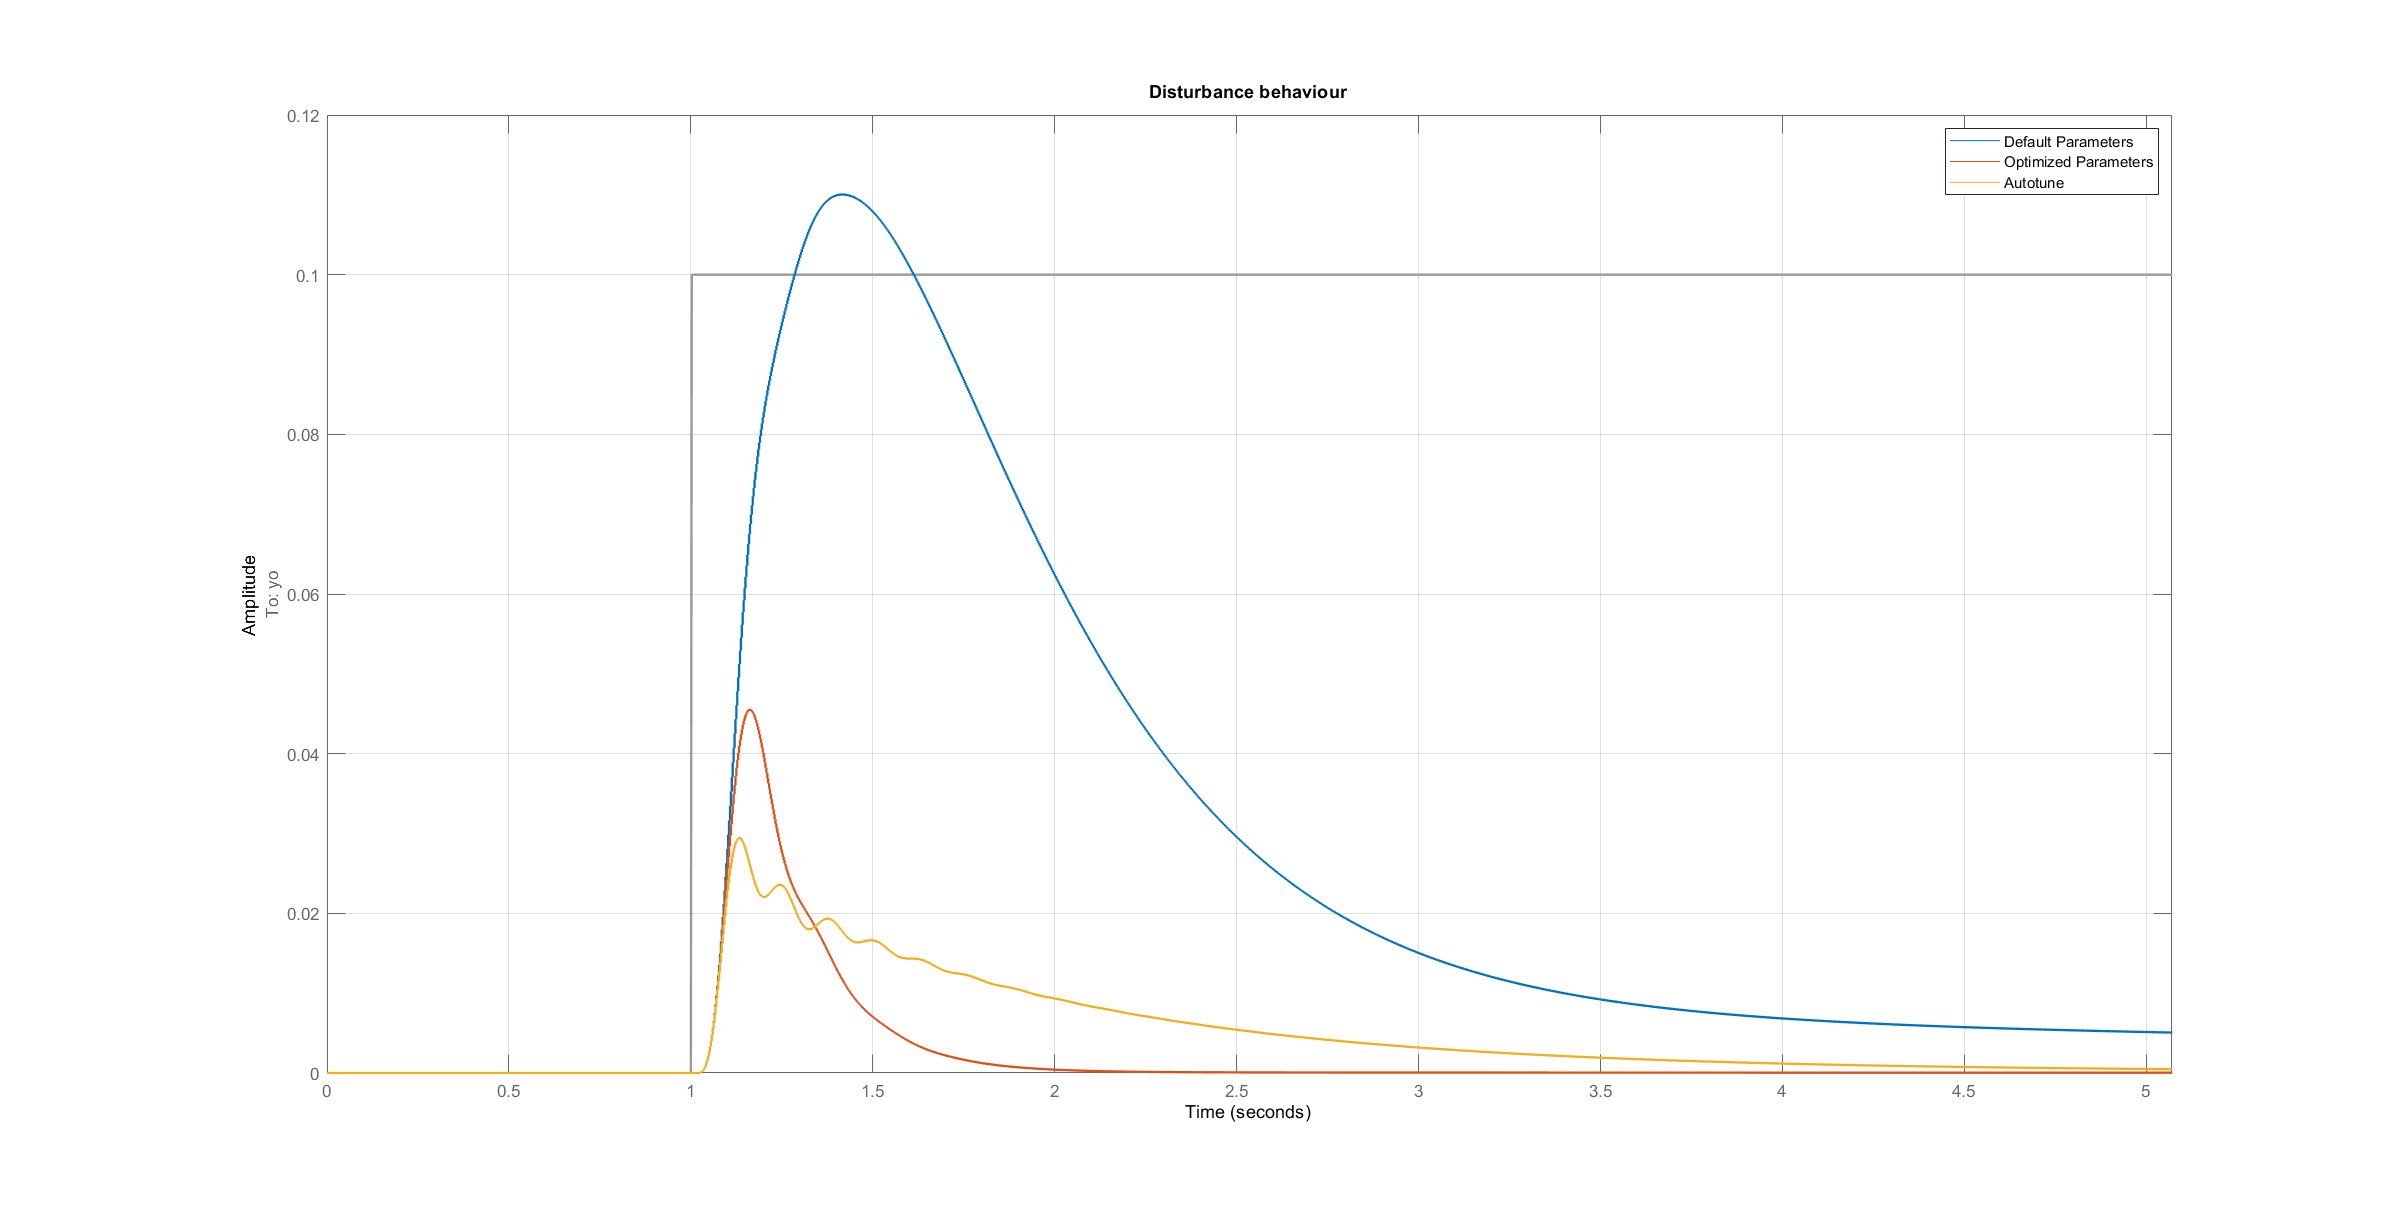 Disturbance behaviour
0.12
0.1
0.08
0.06
0.04
0.02
0
Amplitude
To: yo
Default Parameters
Optimized Parameters
Autotune
0 0.5 1 1.5 2 2.5 3 3.5 4 4.5 5
Time (seconds)